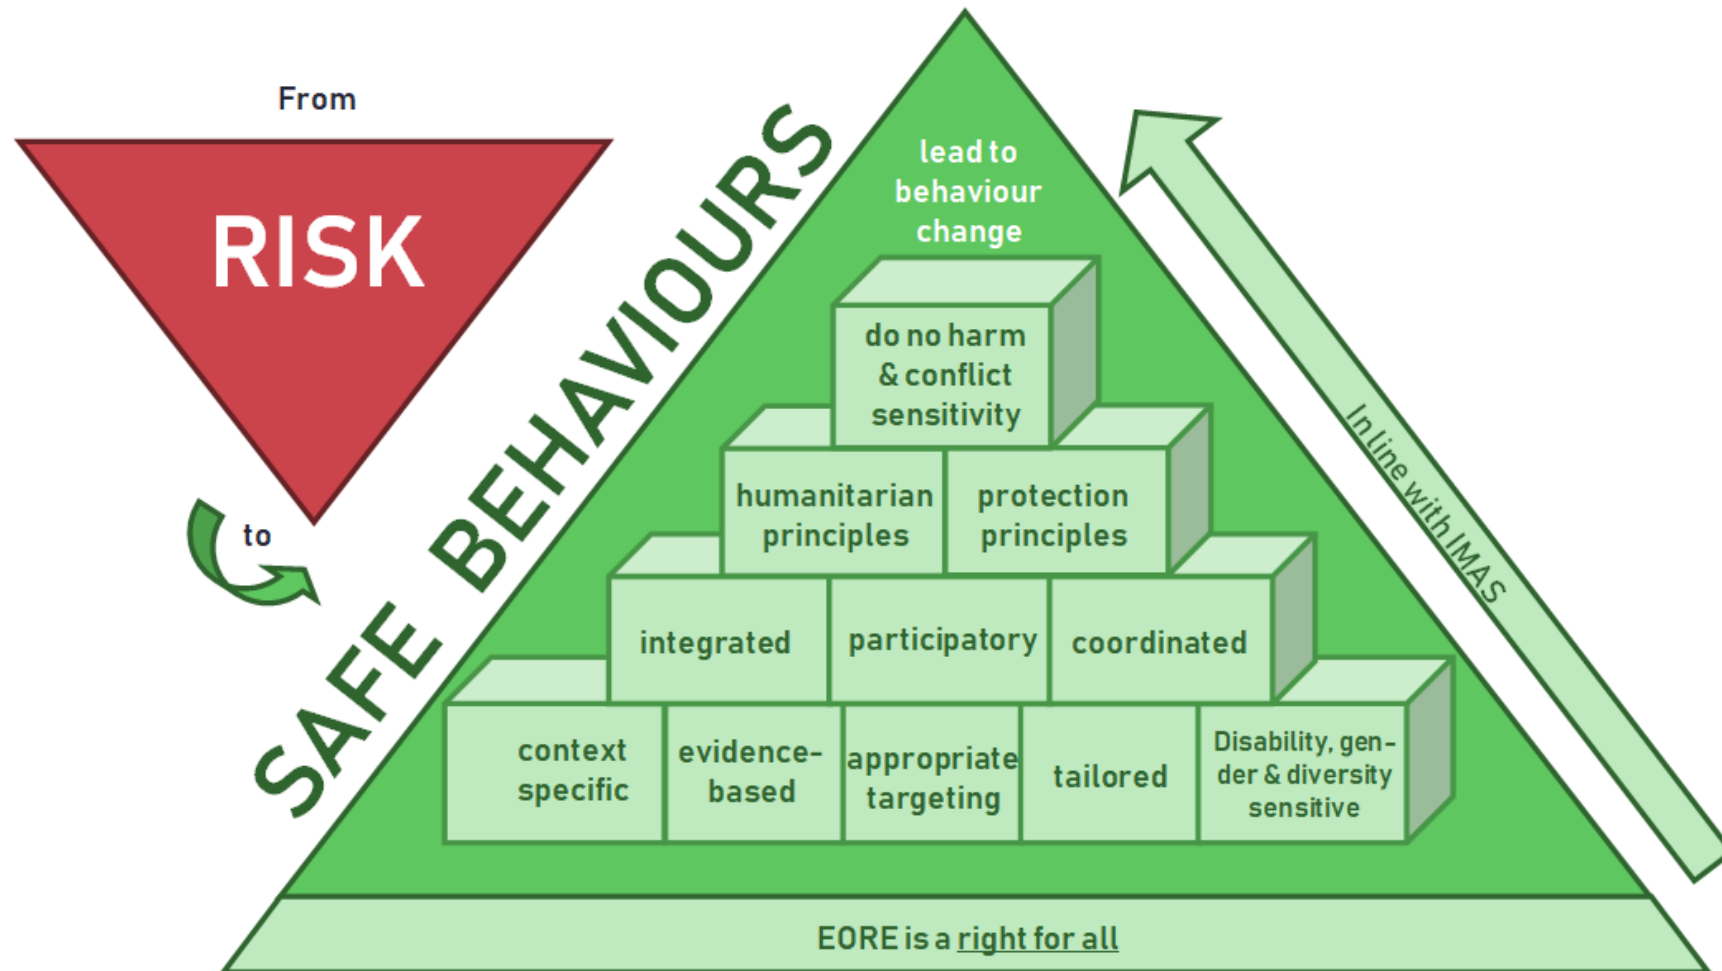 From
RISK
to
SAFE BEHAVIOURS
lead to
behaviour
change
do no harm
& conflict
sensitivity
humanitarian
principles
protection
principles
integrated
participatory
coordinated
context
specific
evidence-
based
appropriate
targeting
tailored
Disability, gen-
der & diversity
sensitive
In line with IMAS
EORE is a right for all